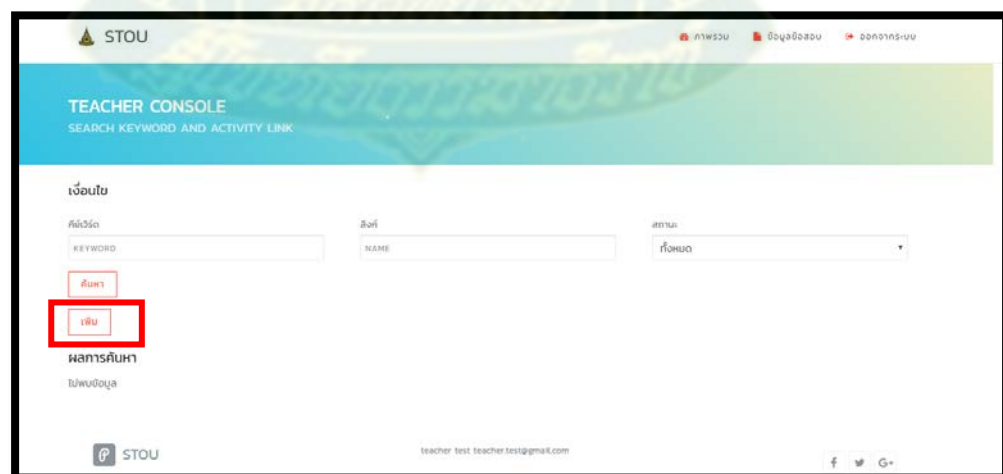 STOU ภาพรวม ข้อมูลข้อสอบ ออกจากระบบ
TEACHER CONSOLE
SEARCH KEYWORD AND ACTIVITY LINK
เงื่อนไข
คีย์เวิร์ด ลิงค์ สถานะ
KEYWORD NAME ทั้งหมด
ค้นหา
เพิ่ม
ผลการค้นหา
ไม่พบข้อมูล
STOU teacher test teacher.test@gmail.com f G+